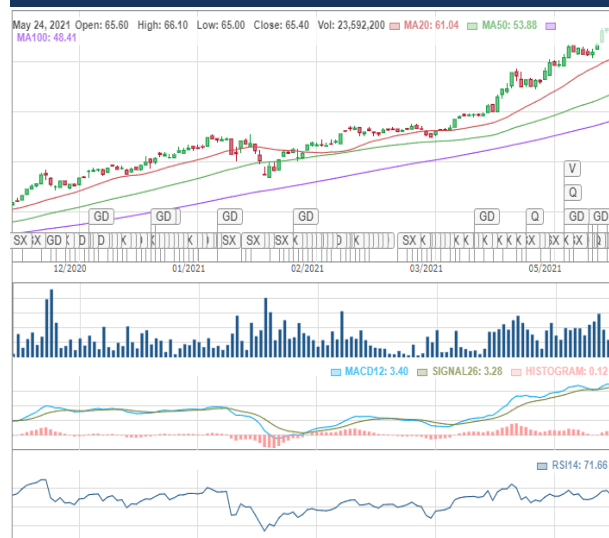 May 24, 2021 Open: 65.60 High: 66.10 Low: 65.00 Close: 65.40 Vol: 23,592,200 MA20: 61.04 MA50: 53.88
MA100: 48.41
V
Q
GD GD GD GD GD Q GD GD
12/2020 01/2021 02/2021 03/2021 05/2021
MACD12: 3.40 SIGNAL26: 3.28 HISTOGRAM: 0.12
RSI14: 71.66